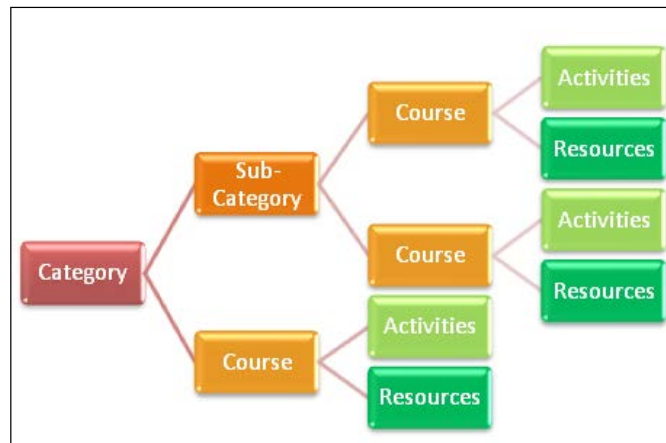 Activities
Course
Resources
Sub-
Category
Activities
Course
Resources
Category
Activities
Course
Resources